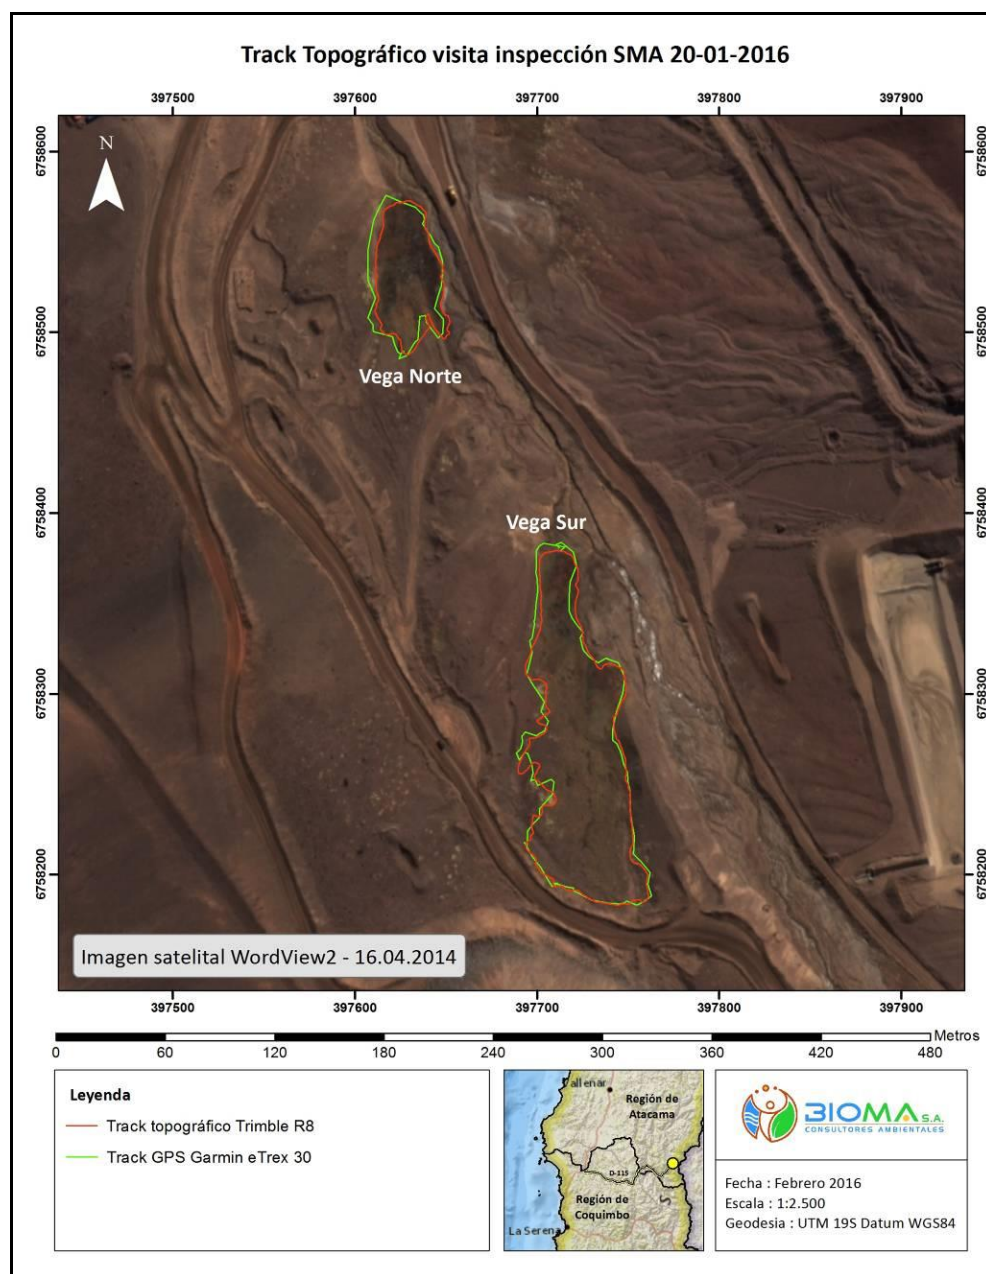 Track Topográfico visita inspección SMA 20-01-2016
397500 397600 397700 397800 397900
N
6758600 6758600
6758500 6758500
Vega Norte
6758400 6758400
Vega Sur
6758300 6758300
6758200 6758200
Imagen satelital WordView2 - 16.04.2014
397500 397600 397700 397800 397900
Metros
0 60 120 180 240 300 360 420 480
Leyenda
Track topográfico Trimble R8
Track GPS Garmin eTrex 30
allenar
Región de
Atacama
D-115
Región de
Coquimbo
La Serena
BIOMA S.A.
CONSULTORES AMBIENTALES
Fecha : Febrero 2016
Escala : 1:2.500
Geodesia : UTM 19S Datum WGS84